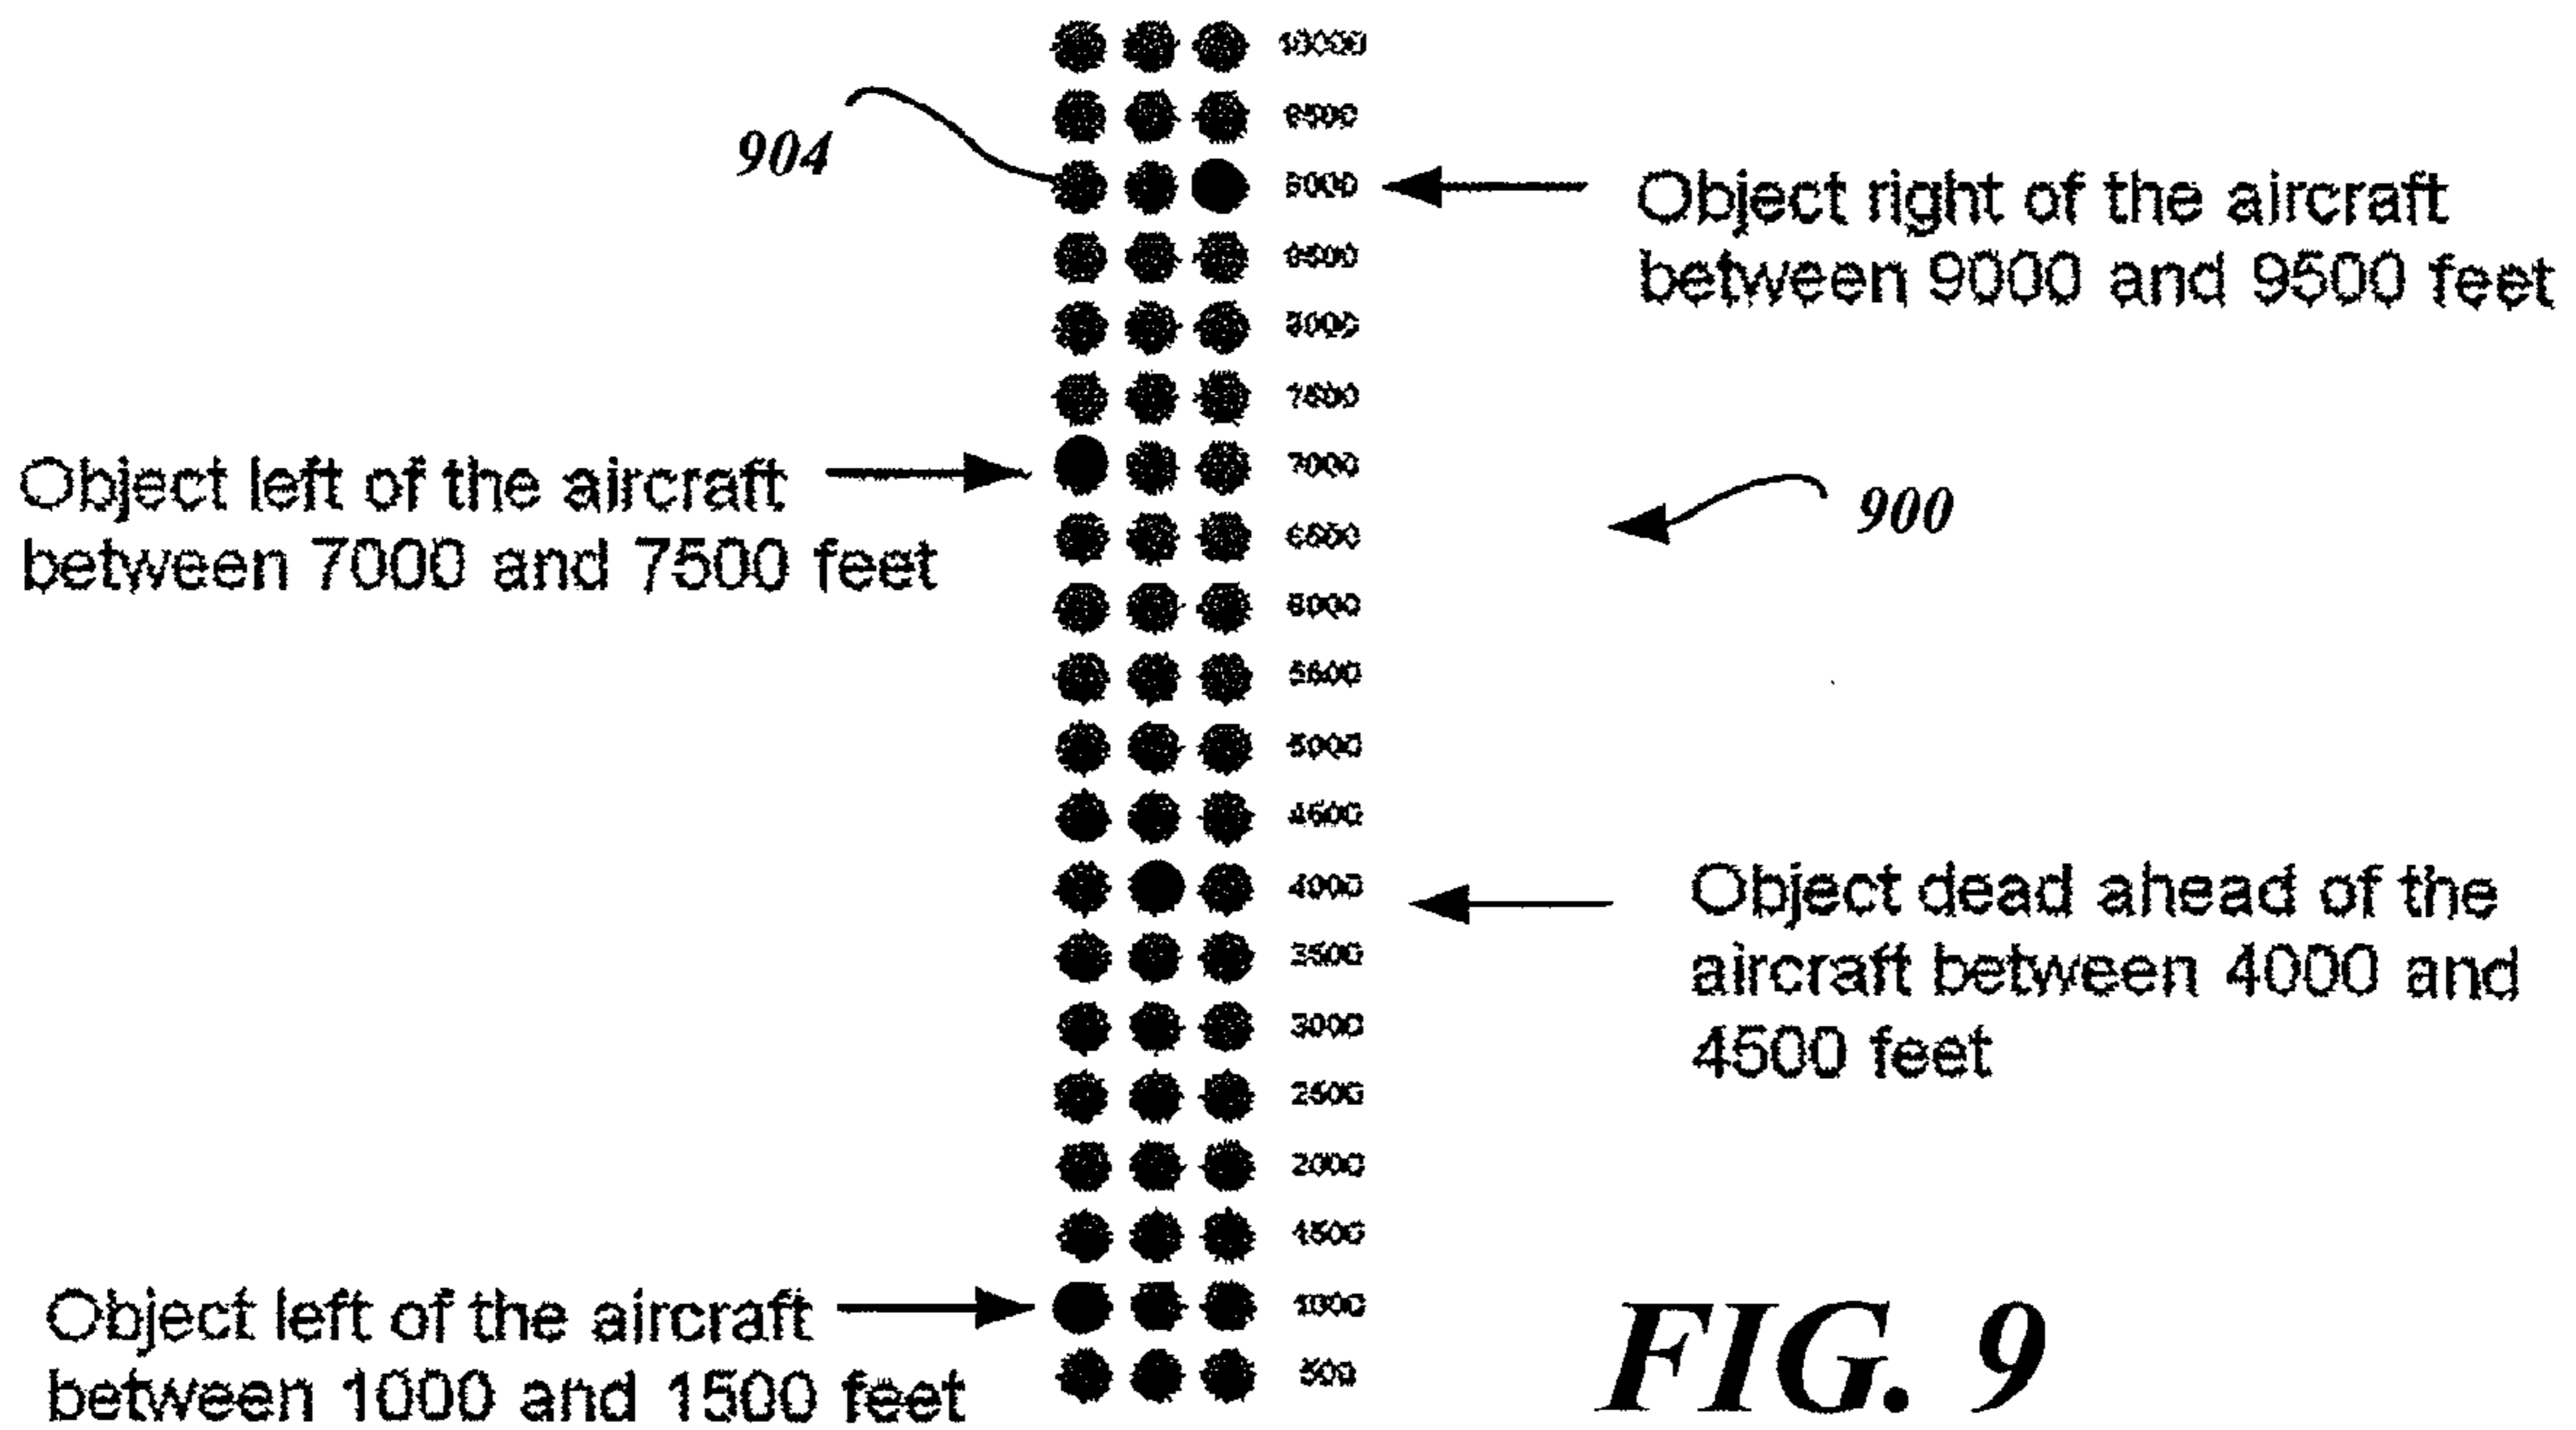 10000
9500
904
9000
Object right of the aircraft
between 9000 and 9500 feet
8000
7500
Object left of the aircraft
between 7000 and 7500 feet
7000
900
6500
6000
5500
5000
4500
4000
Object dead ahead of the
aircraft between 4000 and
4500 feet
3500
3000
2500
2000
1500
Object left of the aircraft
between 1000 and 1500 feet
1000
500
FIG. 9